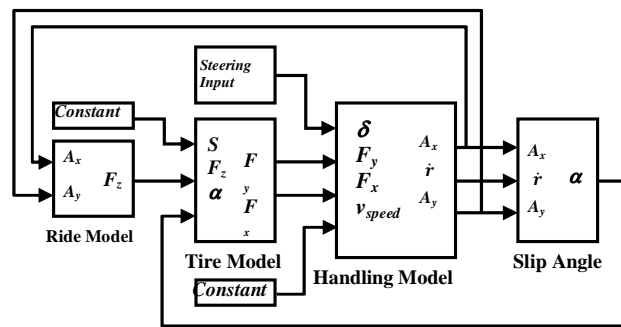 Steering
Input
Constant
A_x
A_y
F_z
Ride Model
S
F_z
α
F
y
F
x
Tire Model
Constant
δ
F_y
F_x
v_speed
A_x
ṙ
A_y
Handling Model
A_x
ṙ
A_y
α
Slip Angle